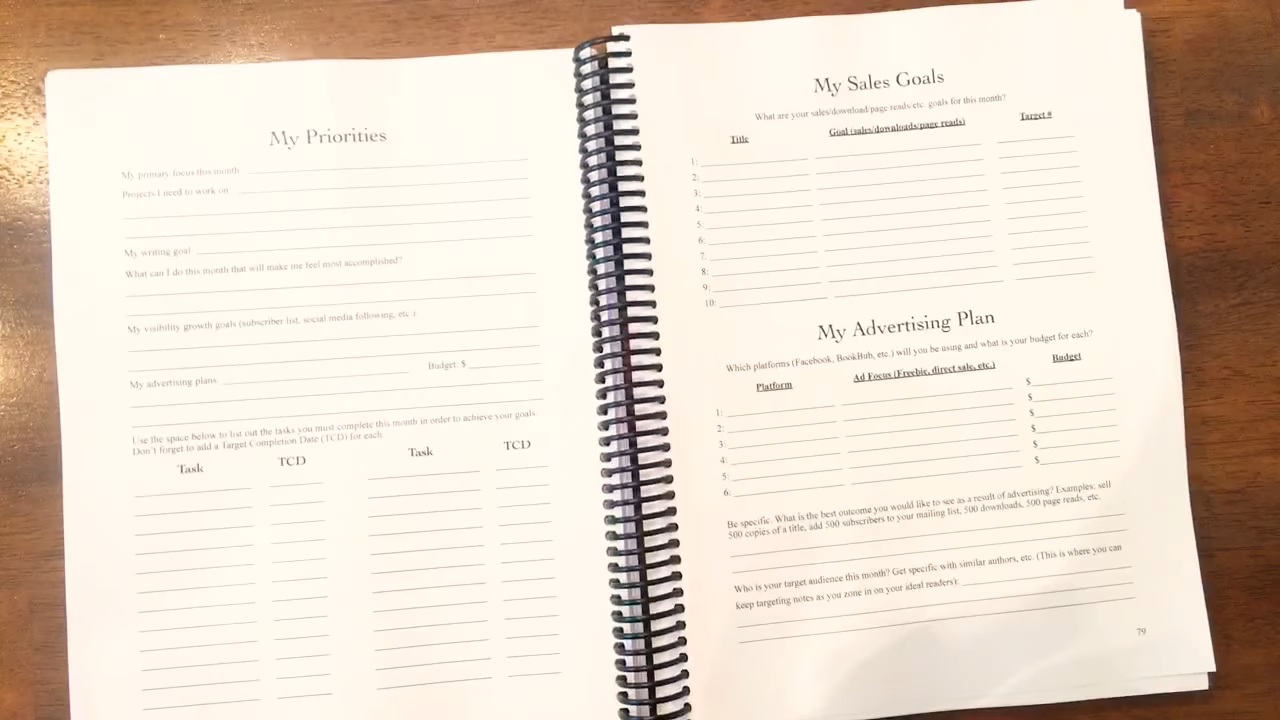 My Priorities
My primary focus this month
Projects I need to work on
My writing goal
What can I do this month that will make me feel most accomplished?
My visibility growth goals (subscriber list, social media following, etc.)
Budget: $
My advertising plans
Use the space below to list out the tasks you must complete this month in order to achieve your goals.
Don't forget to add a Target Completion Date (TCD) for each.
Task TCD Task TCD
My Sales Goals
What are your sales/download/page reads/etc. goals for this month?
Title Goal (sales/downloads/page reads) Target #
1:
2:
3:
4:
5:
6:
7:
8:
9:
10:
My Advertising Plan
Which platforms (Facebook, BookBub, etc.) will you be using and what is your budget for each?
Platform Ad Focus (Freebie, direct sale, etc.) Budget
1: $
2: $
3: $
4: $
5: $
6: $
Be specific. What is the best outcome you would like to see as a result of advertising? Examples: sell
500 copies of a title, add 500 subscribers to your mailing list, 500 downloads, 500 page reads, etc.
Who is your target audience this month? Get specific with similar authors, etc. (This is where you can
keep targeting notes as you zone in on your ideal readers):
79